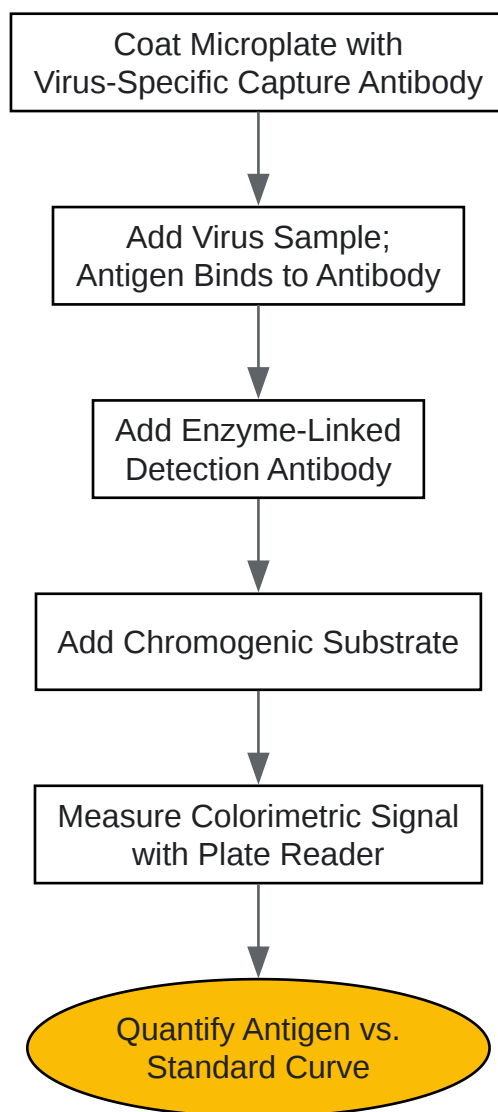 Coat Microplate with
Virus-Specific Capture Antibody
Add Virus Sample;
Antigen Binds to Antibody
Add Enzyme-Linked
Detection Antibody
Add Chromogenic Substrate
Measure Colorimetric Signal
with Plate Reader
Quantify Antigen vs.
Standard Curve